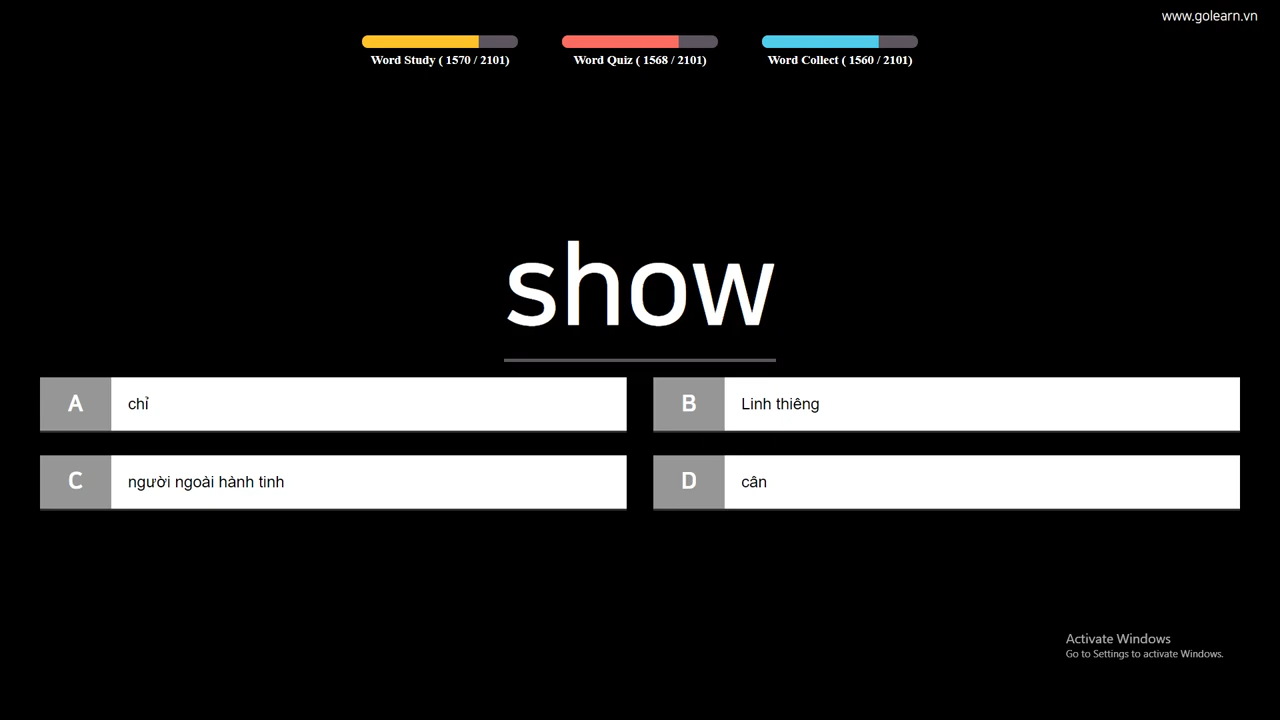 www.golearn.vn
Word Study ( 1570 / 2101)
Word Quiz ( 1568 / 2101)
Word Collect ( 1560 / 2101)
show
A chỉ
B Linh thiêng
C người ngoài hành tinh
D cân
Activate Windows
Go to Settings to activate Windows.